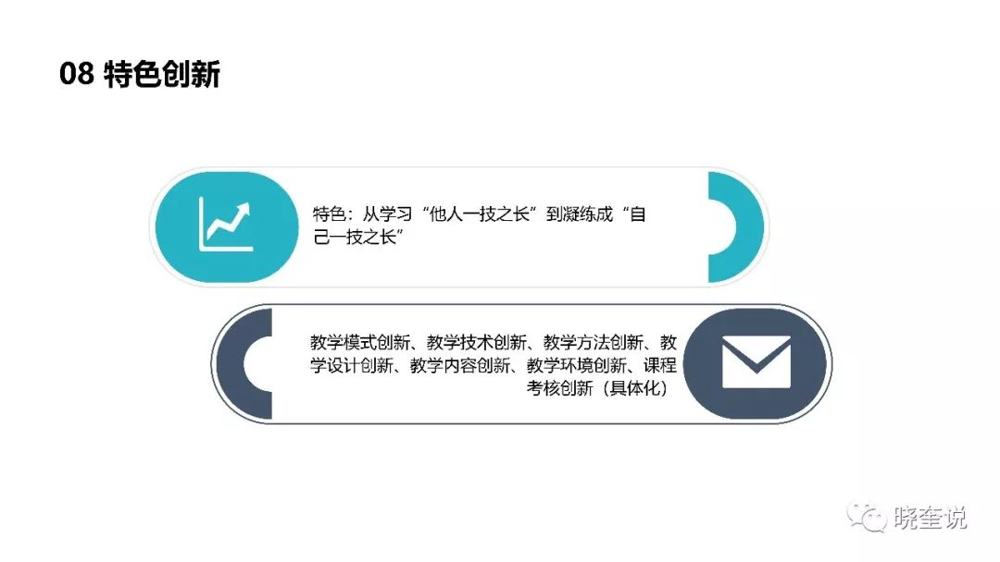 08 特色创新
特色：从学习“他人一技之长”到凝练成“自
己一技之长”
教学模式创新、教学技术创新、教学方法创新、教
学设计创新、教学内容创新、教学环境创新、课程
考核创新（具体化）
晓奎说